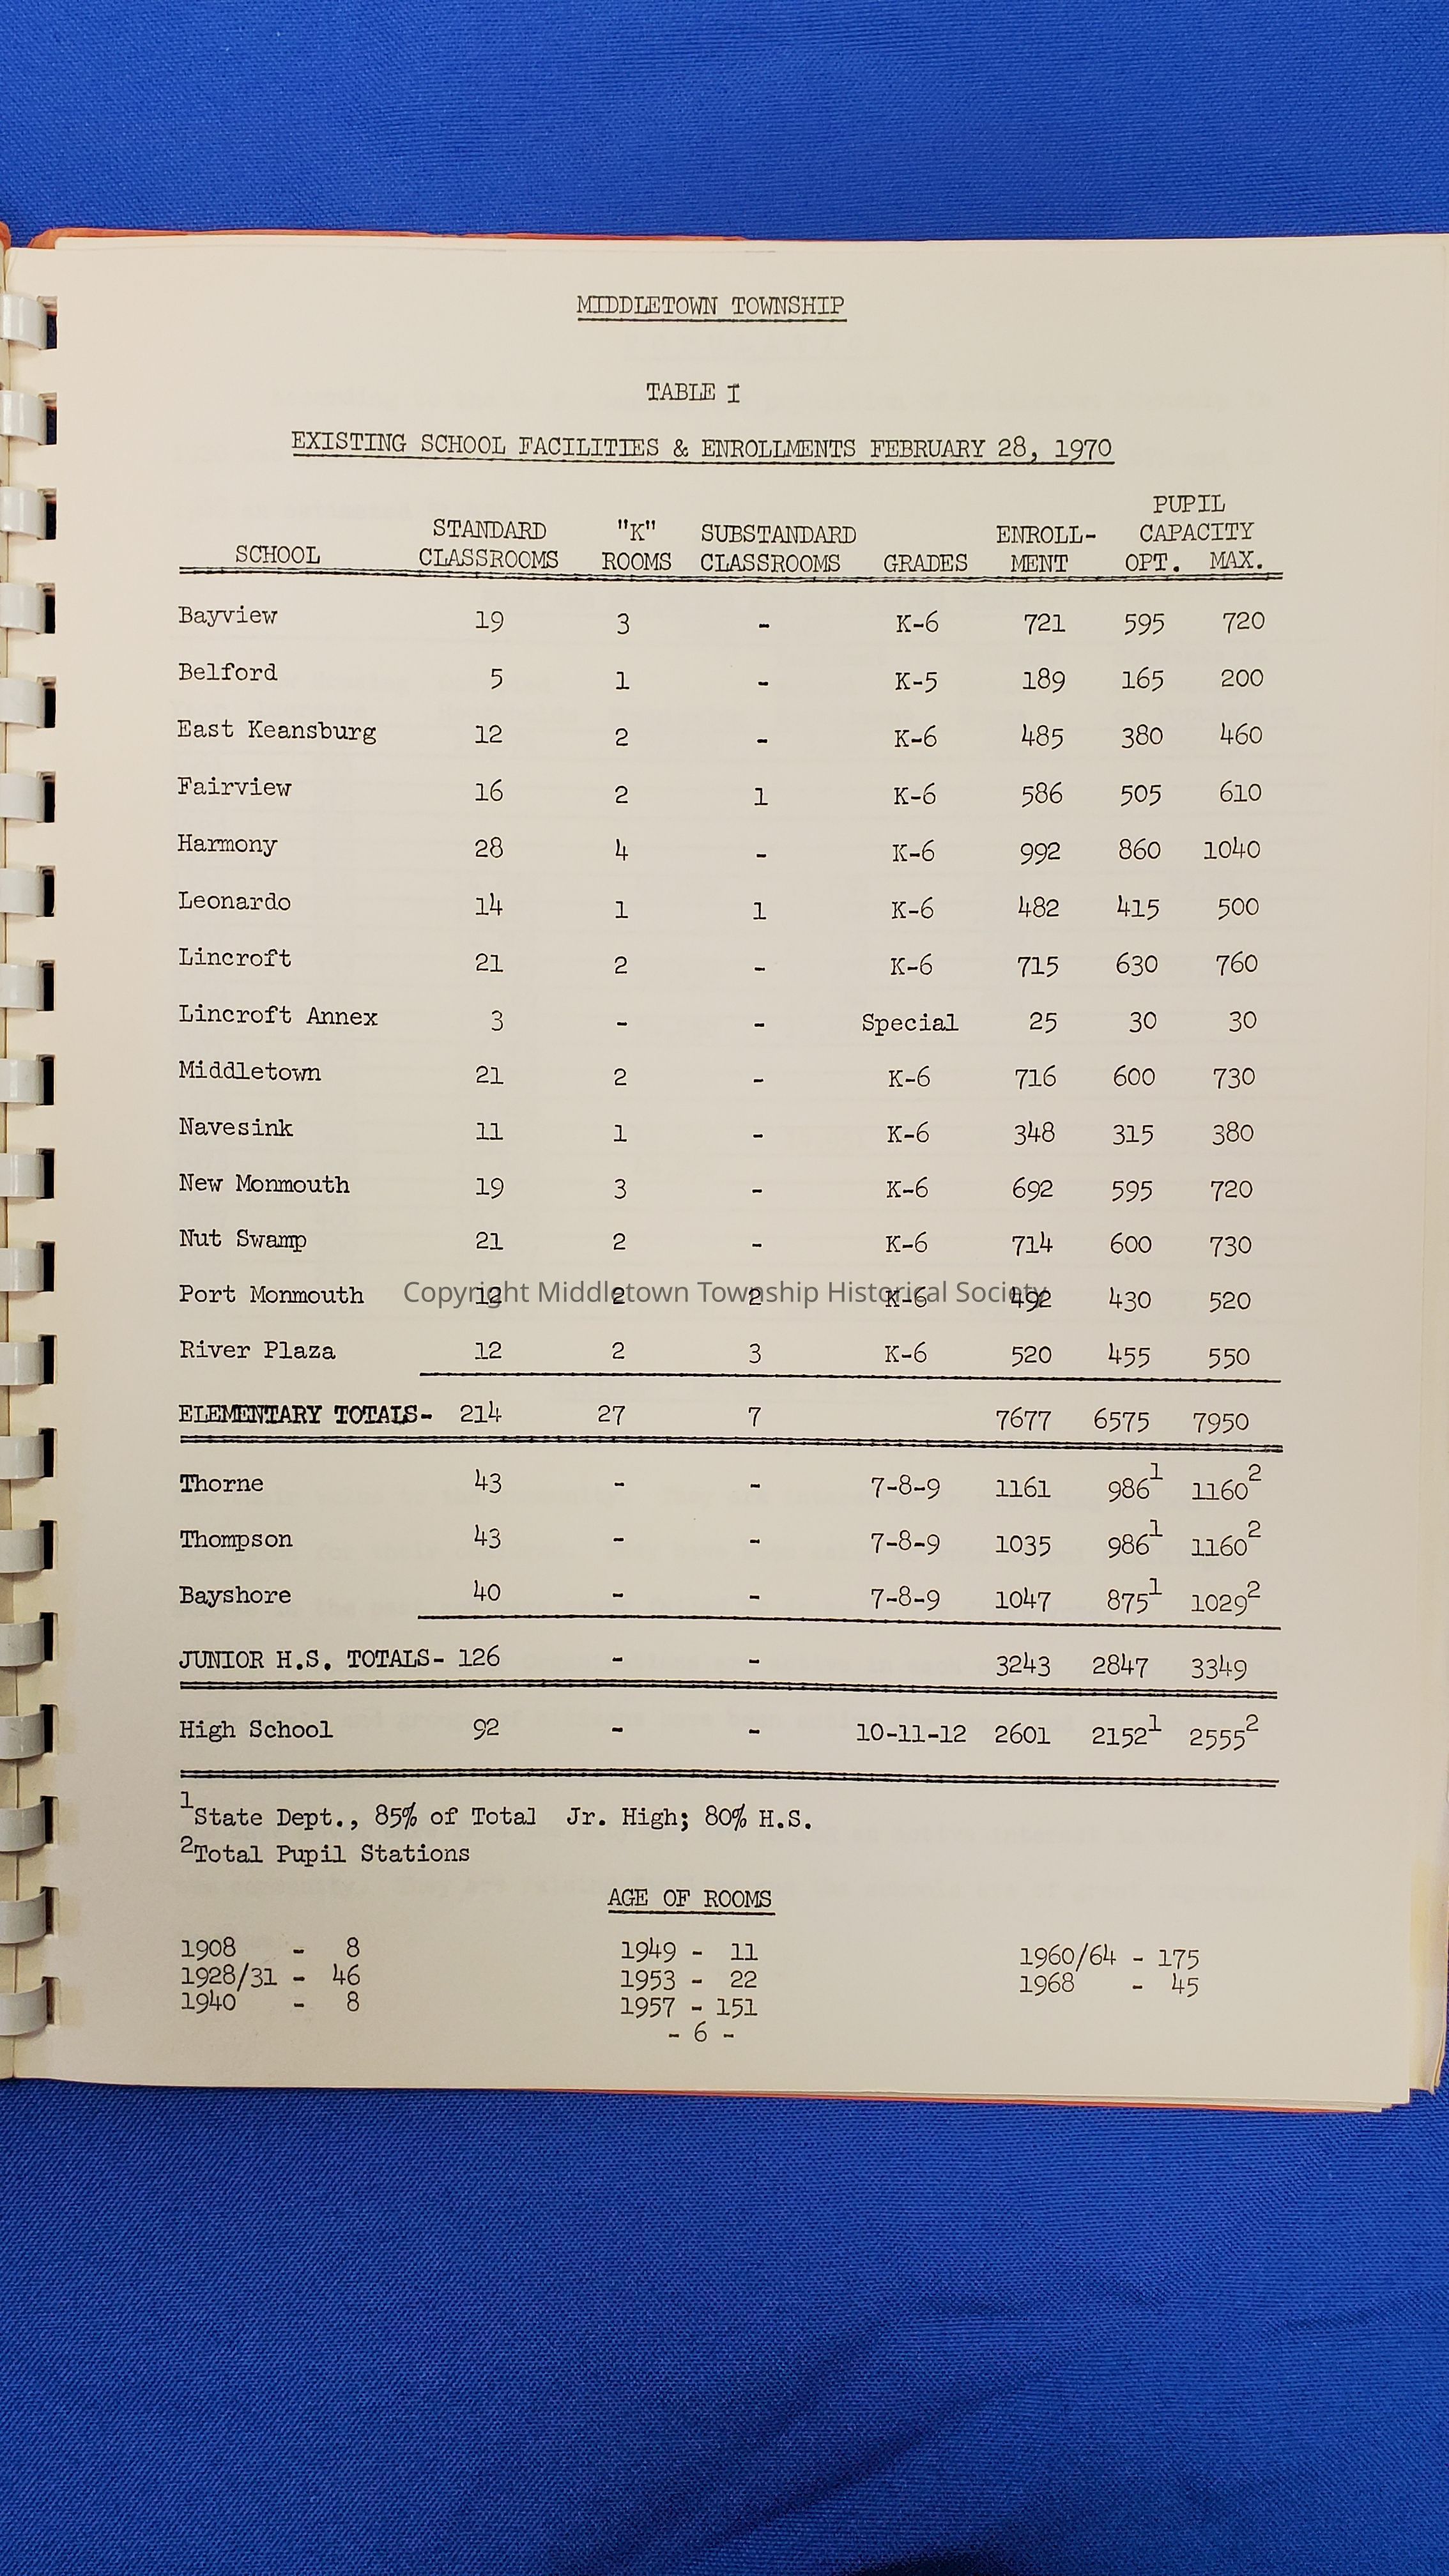 MIDDLETOWN TOWNSHIP
TABLE I
EXISTING SCHOOL FACILITIES & ENROLLMENTS FEBRUARY 28, 1970
PUPIL
STANDARD "K" SUBSTANDARD ENROLL- CAPACITY
SCHOOL CLASSROOMS ROOMS CLASSROOMS GRADES MENT OPT. MAX.
Bayview 19 3 - K-6 721 595 720
Belford 5 1 - K-5 189 165 200
East Keansburg 12 2 - K-6 485 380 460
Fairview 16 2 1 K-6 586 505 610
Harmony 28 4 - K-6 992 860 1040
Leonardo 14 1 1 K-6 482 415 500
Lincroft 21 2 - K-6 715 630 760
Lincroft Annex 3 - - Special 25 30 30
Middletown 21 2 - K-6 716 600 730
Navesink 11 1 - K-6 348 315 380
New Monmouth 19 3 - K-6 692 595 720
Nut Swamp 21 2 - K-6 714 600 730
Copyright Middletown Township Historical Society
Port Monmouth 12 2 2 K-6 492 430 520
River Plaza 12 2 3 K-6 520 455 550
ELEMENTARY TOTALS- 214 27 7 7677 6575 7950
Thorne 43 - - 7-8-9 1161 986¹ 1160²
Thompson 43 - - 7-8-9 1035 986¹ 1160²
Bayshore 40 - - 7-8-9 1047 875¹ 1029²
JUNIOR H.S. TOTALS- 126 - - 3243 2847 3349
High School 92 - - 10-11-12 2601 2152¹ 2555²
¹State Dept., 85% of Total Jr. High; 80% H.S.
²Total Pupil Stations
AGE OF ROOMS
1908 - 8 1949 - 11 1960/64 - 175
1928/31 - 46 1953 - 22 1968 - 45
1940 - 8 1957 - 151
- 6 -